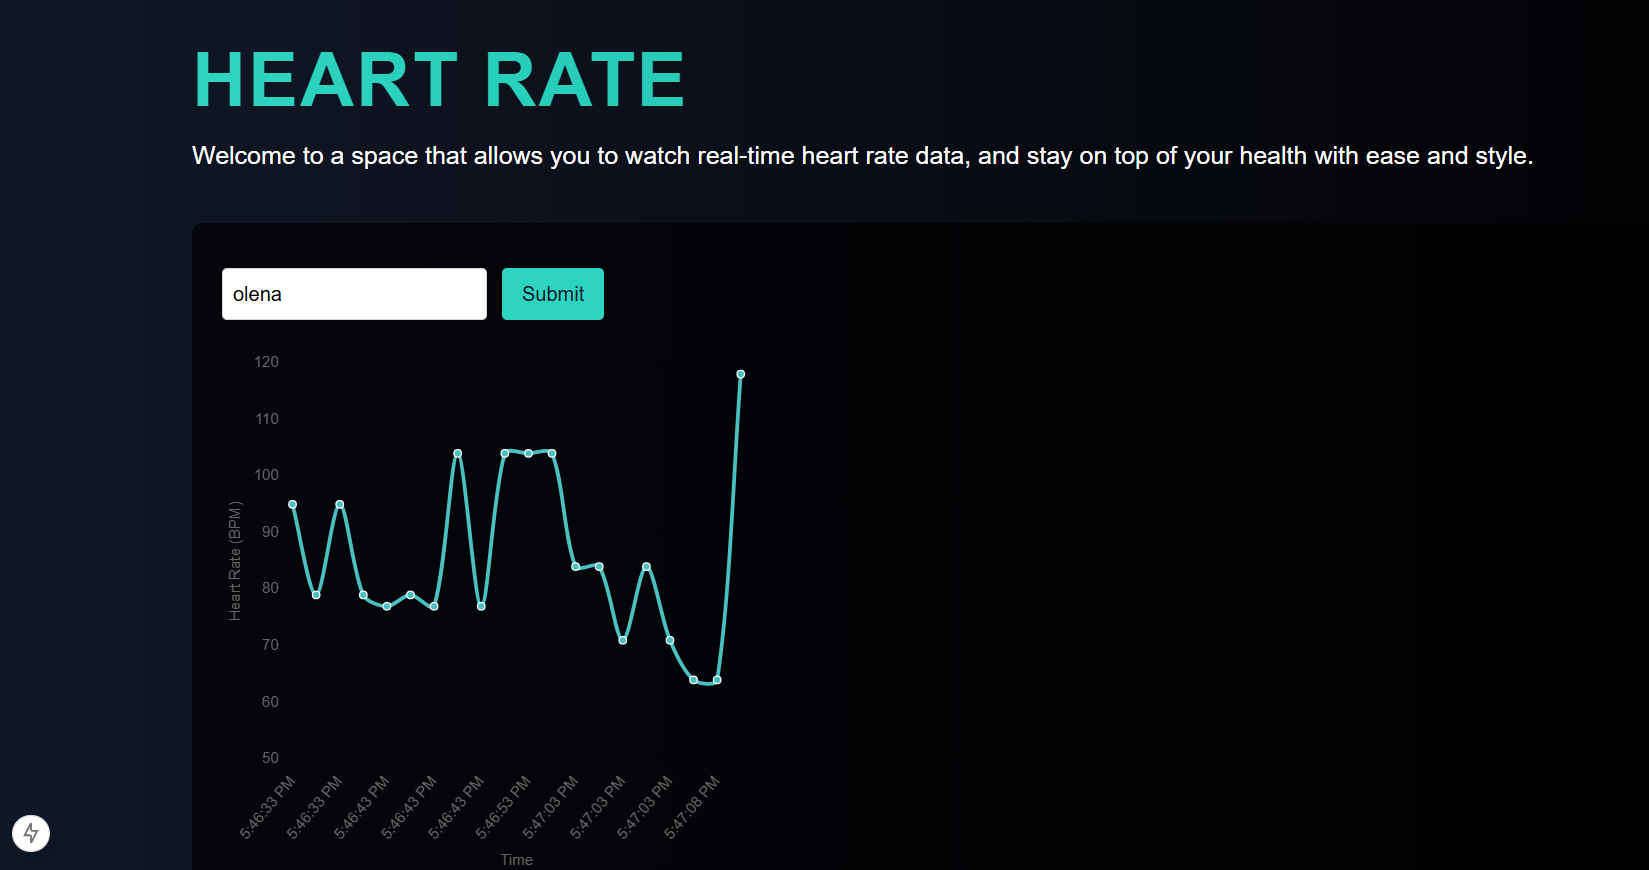 HEART RATE
Welcome to a space that allows you to watch real-time heart rate data, and stay on top of your health with ease and style.
olena
Submit
120
110
100
90
80
70
60
50
Heart Rate (BPM)
5:46:33 PM
5:46:33 PM
5:46:43 PM
5:46:43 PM
5:46:43 PM
5:46:53 PM
5:47:03 PM
5:47:03 PM
5:47:03 PM
5:47:08 PM
Time